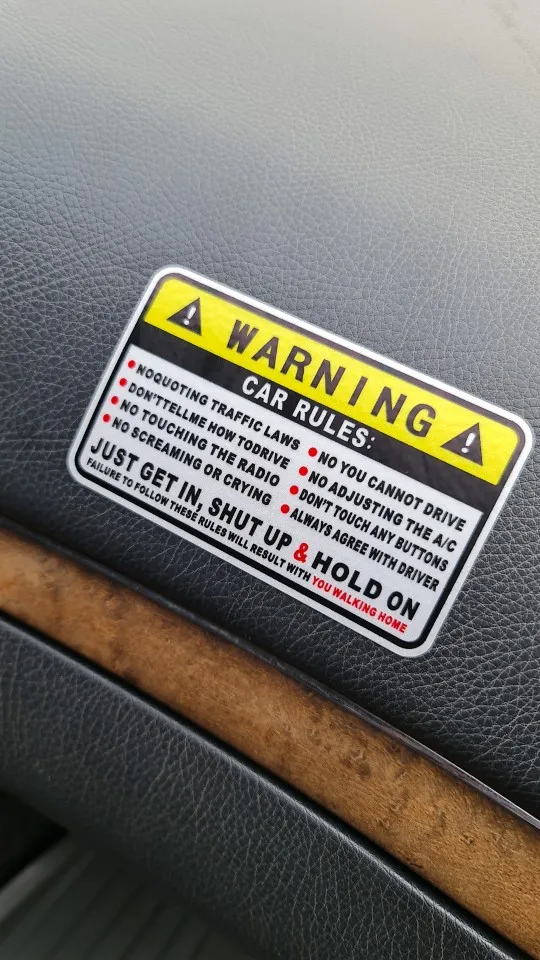 WARNING
CAR RULES:
NOQUOTING TRAFFIC LAWS
DON'TTELLME HOW TODRIVE
NO TOUCHING THE RADIO
NO SCREAMING OR CRYING
NO YOU CANNOT DRIVE
NO ADJUSTING THE A/C
DON'T TOUCH ANY BUTTONS
ALWAYS AGREE WITH DRIVER
JUST GET IN, SHUT UP & HOLD ON
FAILURE TO FOLLOW THESE RULES WILL RESULT WITH YOU WALKING HOME